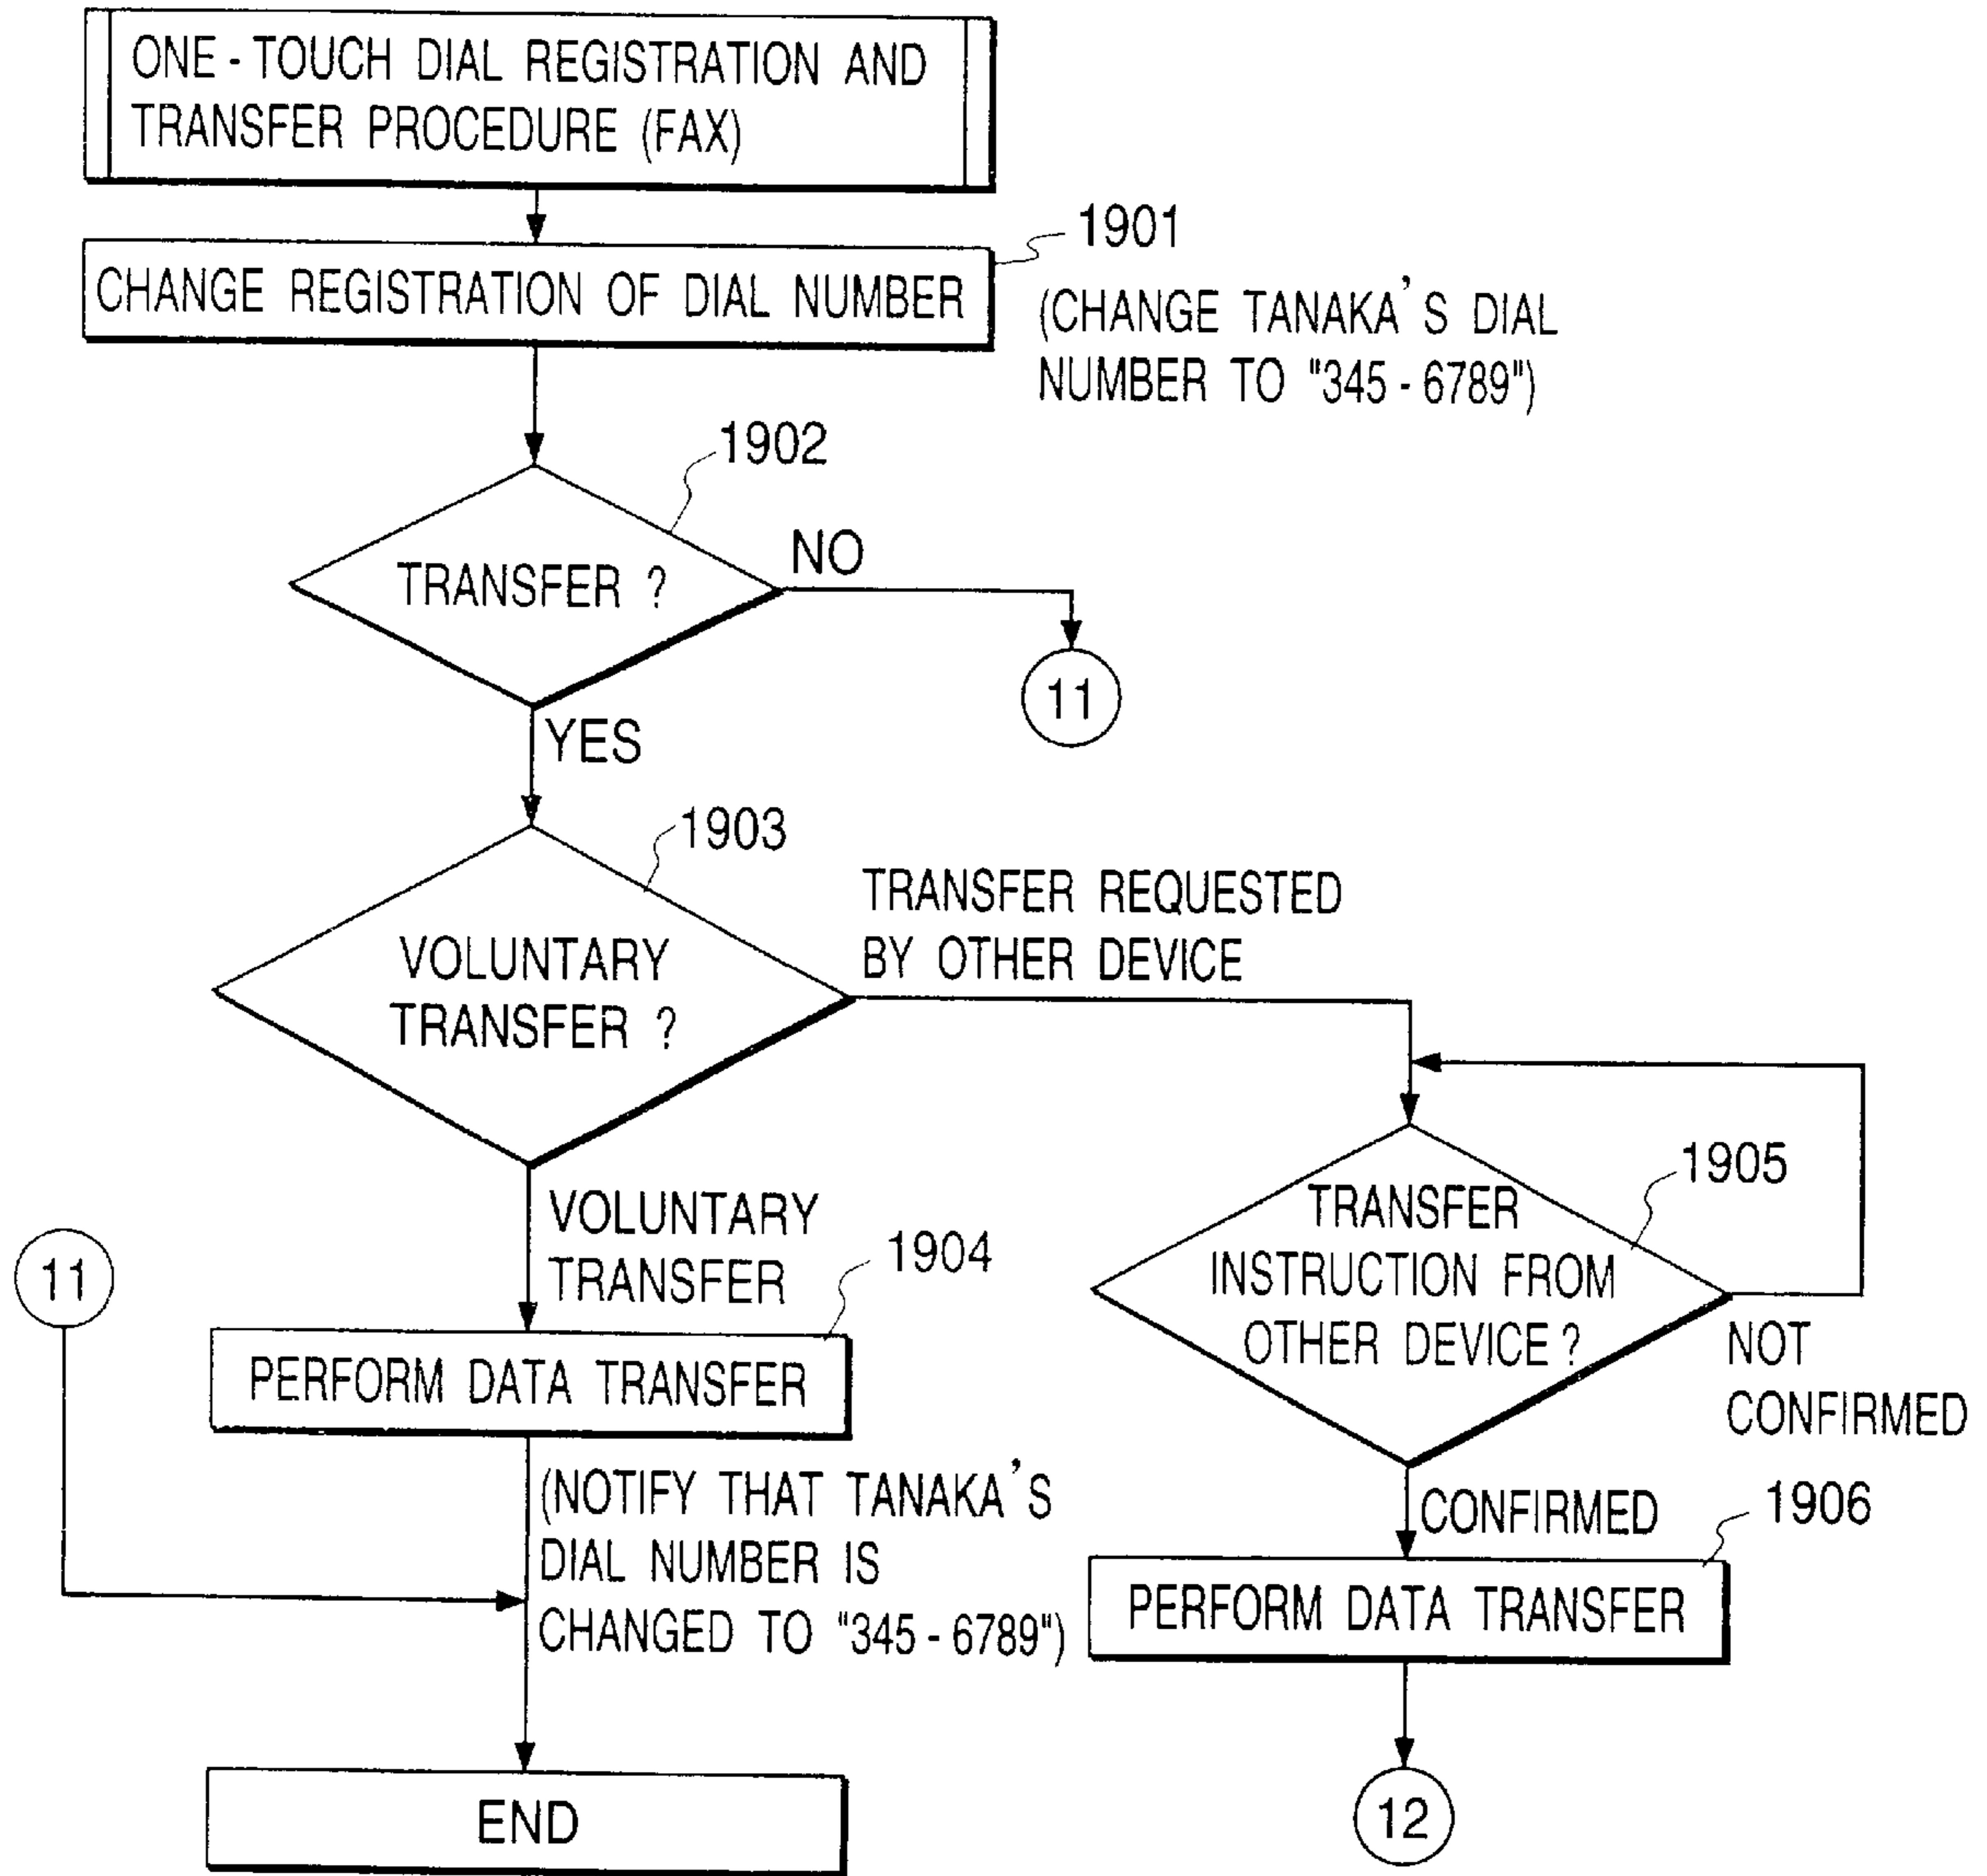 ONE - TOUCH DIAL REGISTRATION AND
TRANSFER PROCEDURE (FAX)
1901
CHANGE REGISTRATION OF DIAL NUMBER
(CHANGE TANAKA'S DIAL
NUMBER TO "345 - 6789")
1902
TRANSFER ?
NO
11
YES
1903
VOLUNTARY
TRANSFER ?
TRANSFER REQUESTED
BY OTHER DEVICE
VOLUNTARY
TRANSFER
1904
11
PERFORM DATA TRANSFER
(NOTIFY THAT TANAKA'S
DIAL NUMBER IS
CHANGED TO "345 - 6789")
END
1905
TRANSFER
INSTRUCTION FROM
OTHER DEVICE ?
NOT
CONFIRMED
CONFIRMED
1906
PERFORM DATA TRANSFER
12